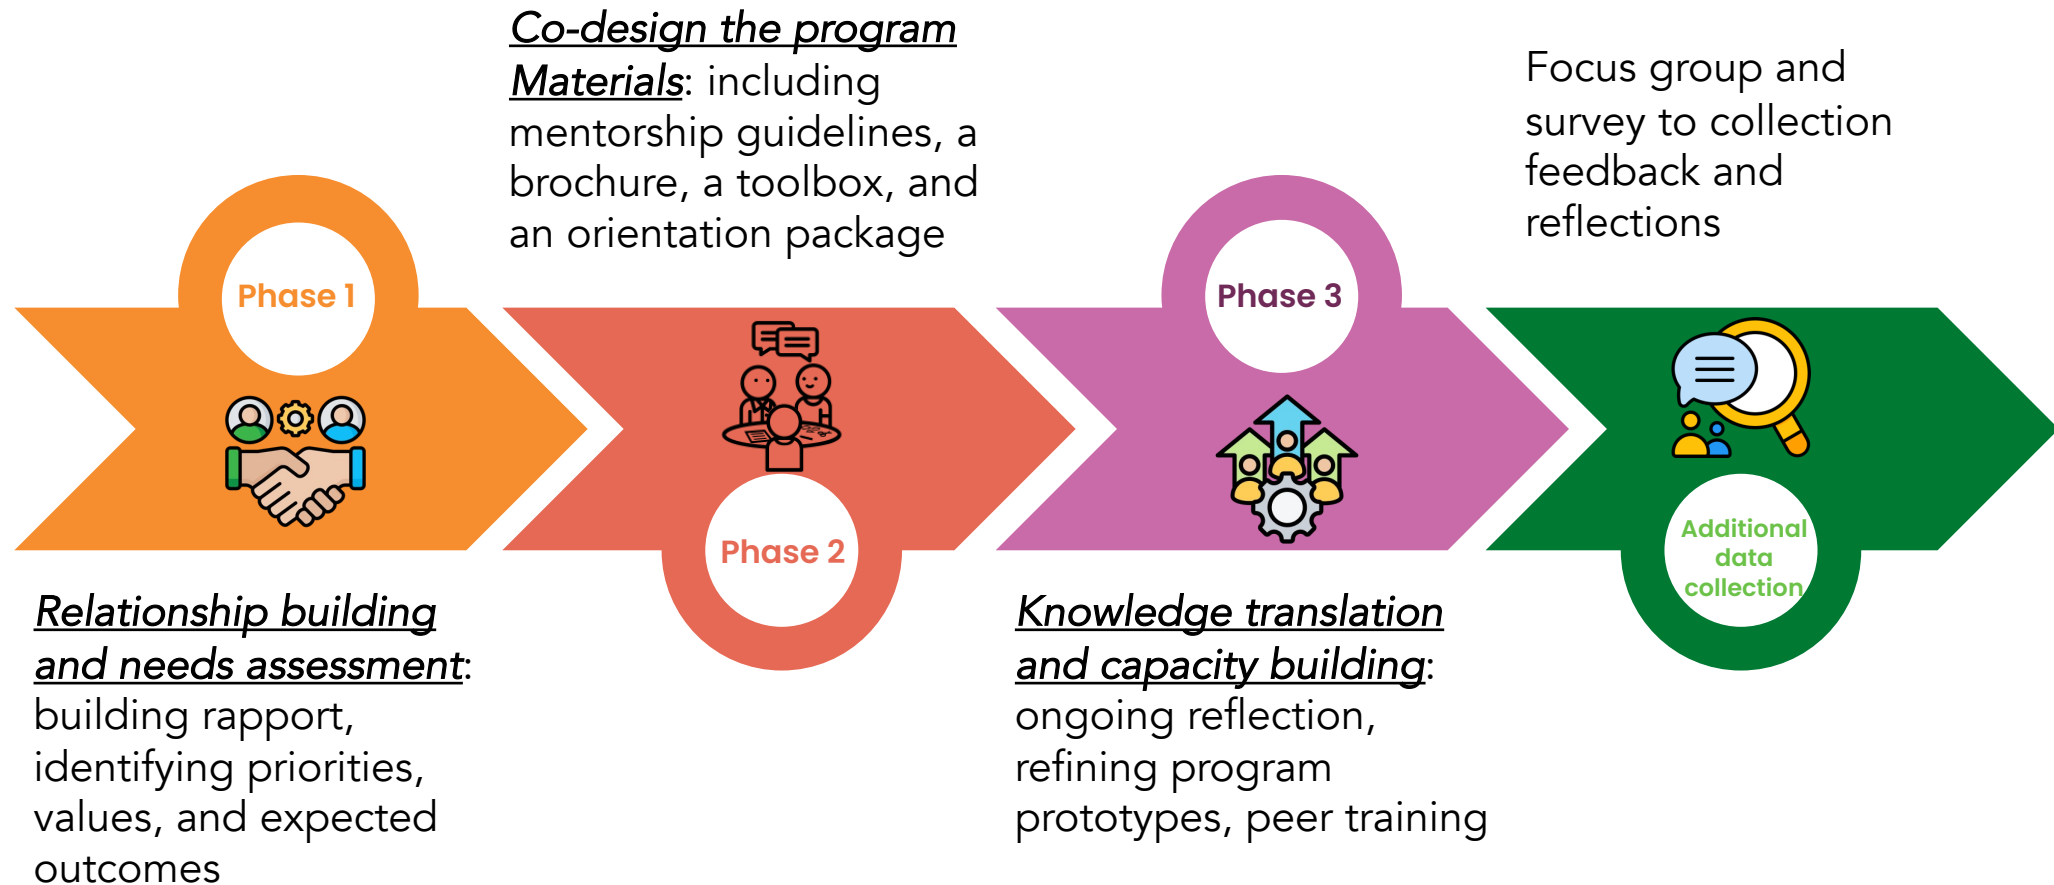 Phase 1
Relationship building
and needs assessment:
building rapport,
identifying priorities,
values, and expected
outcomes
Co-design the program
Materials: including
mentorship guidelines, a
brochure, a toolbox, and
an orientation package
Phase 2
Phase 3
Knowledge translation
and capacity building:
ongoing reflection,
refining program
prototypes, peer training
Focus group and
survey to collection
feedback and
reflections
Additional
data
collection